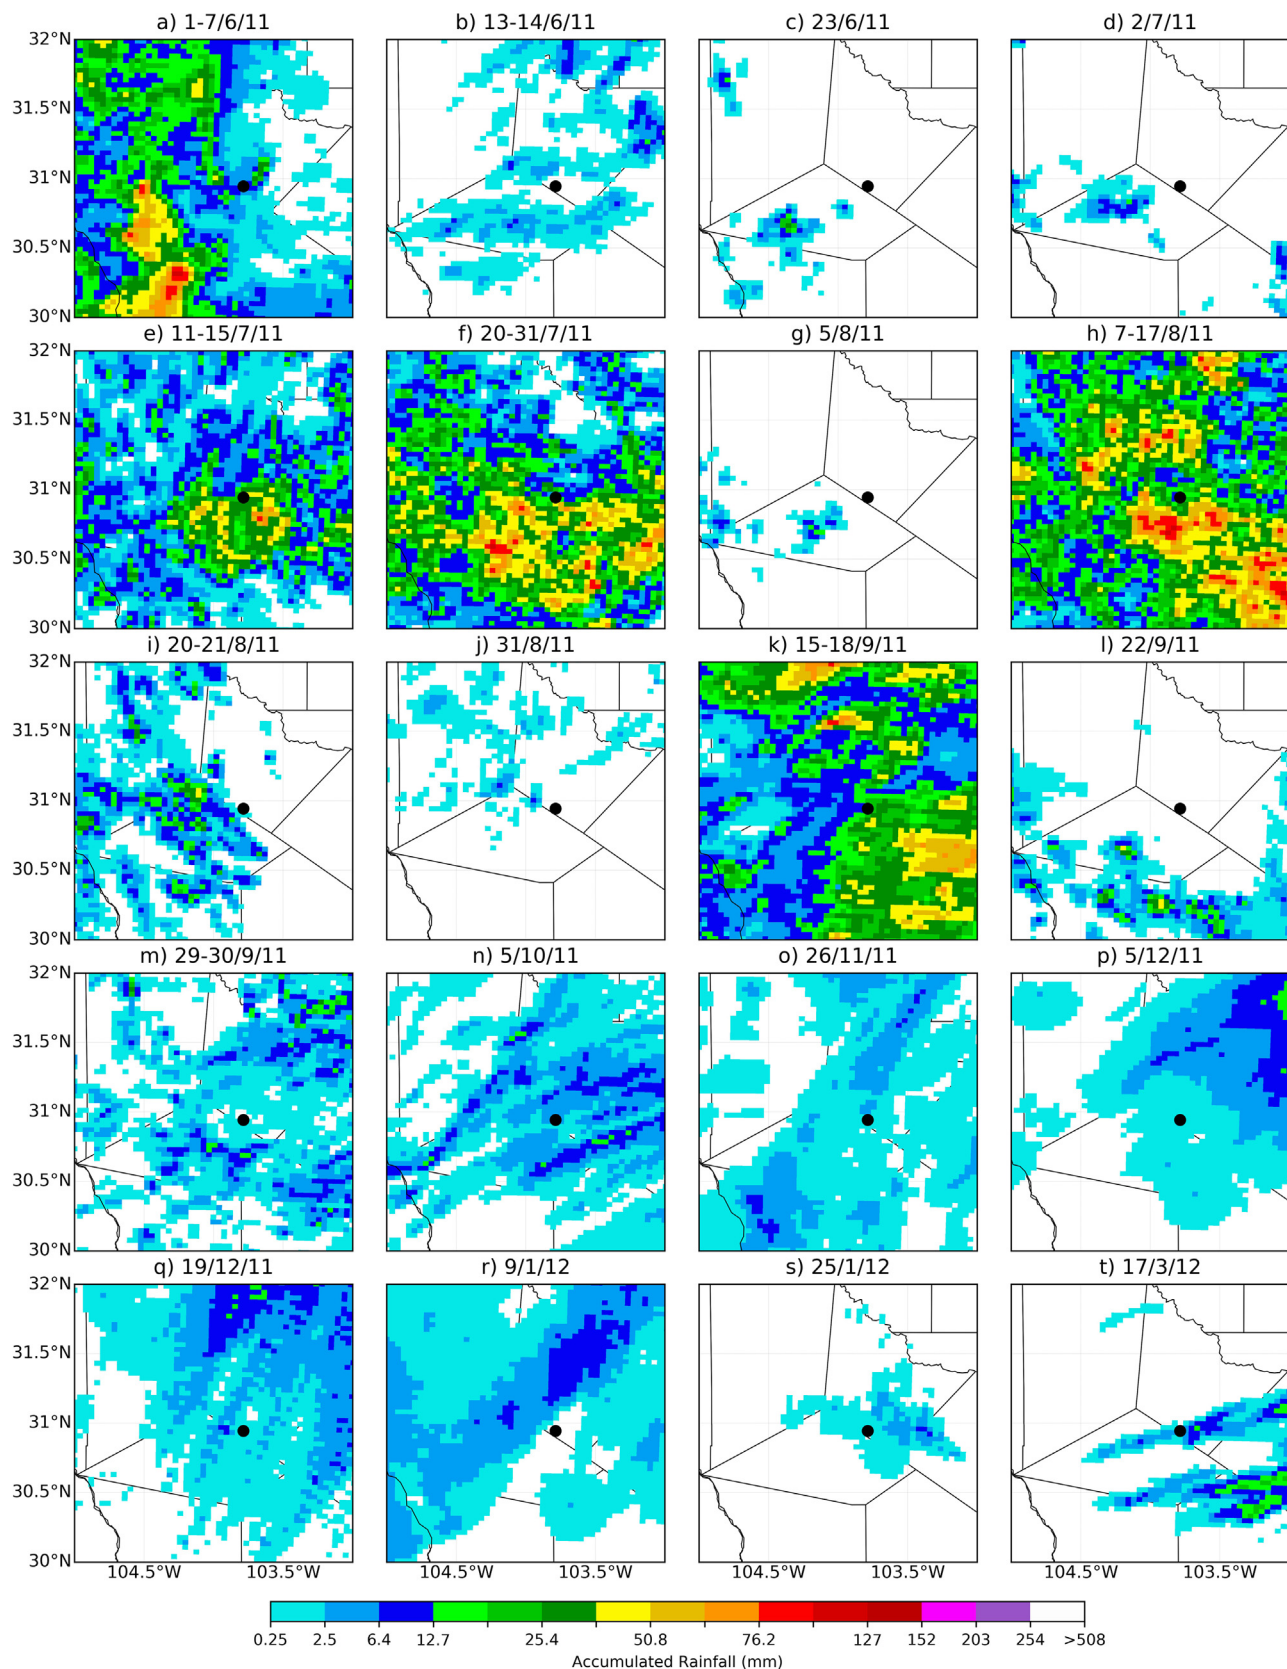 a) 1-7/6/11 b) 13-14/6/11 c) 23/6/11 d) 2/7/11
32°N
31.5°N
31°N
30.5°N
30°N
e) 11-15/7/11 f) 20-31/7/11 g) 5/8/11 h) 7-17/8/11
32°N
31.5°N
31°N
30.5°N
30°N
i) 20-21/8/11 j) 31/8/11 k) 15-18/9/11 l) 22/9/11
32°N
31.5°N
31°N
30.5°N
30°N
m) 29-30/9/11 n) 5/10/11 o) 26/11/11 p) 5/12/11
32°N
31.5°N
31°N
30.5°N
30°N
q) 19/12/11 r) 9/1/12 s) 25/1/12 t) 17/3/12
32°N
31.5°N
31°N
30.5°N
30°N
104.5°W 103.5°W 104.5°W 103.5°W 104.5°W 103.5°W 104.5°W 103.5°W
0.25 2.5 6.4 12.7 25.4 50.8 76.2 127 152 203 254 >508
Accumulated Rainfall (mm)